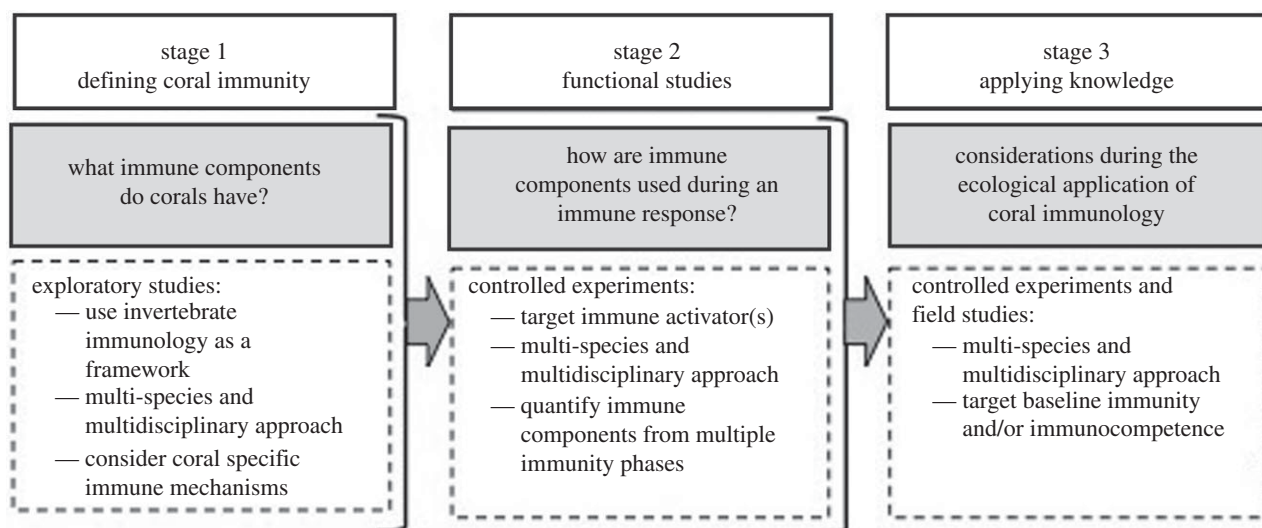 stage 1
defining coral immunity
what immune components
do corals have?
exploratory studies:
— use invertebrate
immunology as a
framework
— multi-species and
multidisciplinary approach
— consider coral specific
immune mechanisms
stage 2
functional studies
how are immune
components used during an
immune response?
controlled experiments:
— target immune activator(s)
— multi-species and
multidisciplinary approach
— quantify immune
components from multiple
immunity phases
stage 3
applying knowledge
considerations during the
ecological application of
coral immunology
controlled experiments and
field studies:
— multi-species and
multidisciplinary approach
— target baseline immunity
and/or immunocompetence